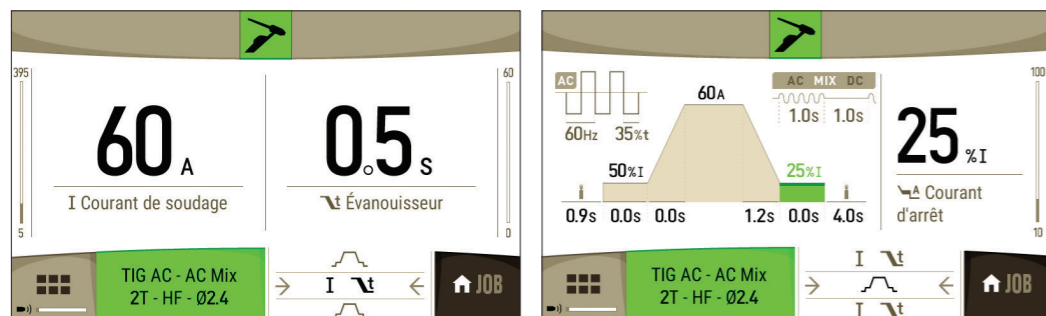 395
60
60 A
0.5 s
I Courant de soudage
t Évanouisseur
5
0
TIG AC - AC Mix
2T - HF - Ø2.4
I t
JOB
AC
60Hz 35%t
60A
AC MIX DC
1.0s 1.0s
50%I
25%I
0.9s 0.0s 0.0s 1.2s 0.0s 4.0s
100
25 %I
A Courant
d'arrêt
10
TIG AC - AC Mix
2T - HF - Ø2.4
I t
I t
JOB